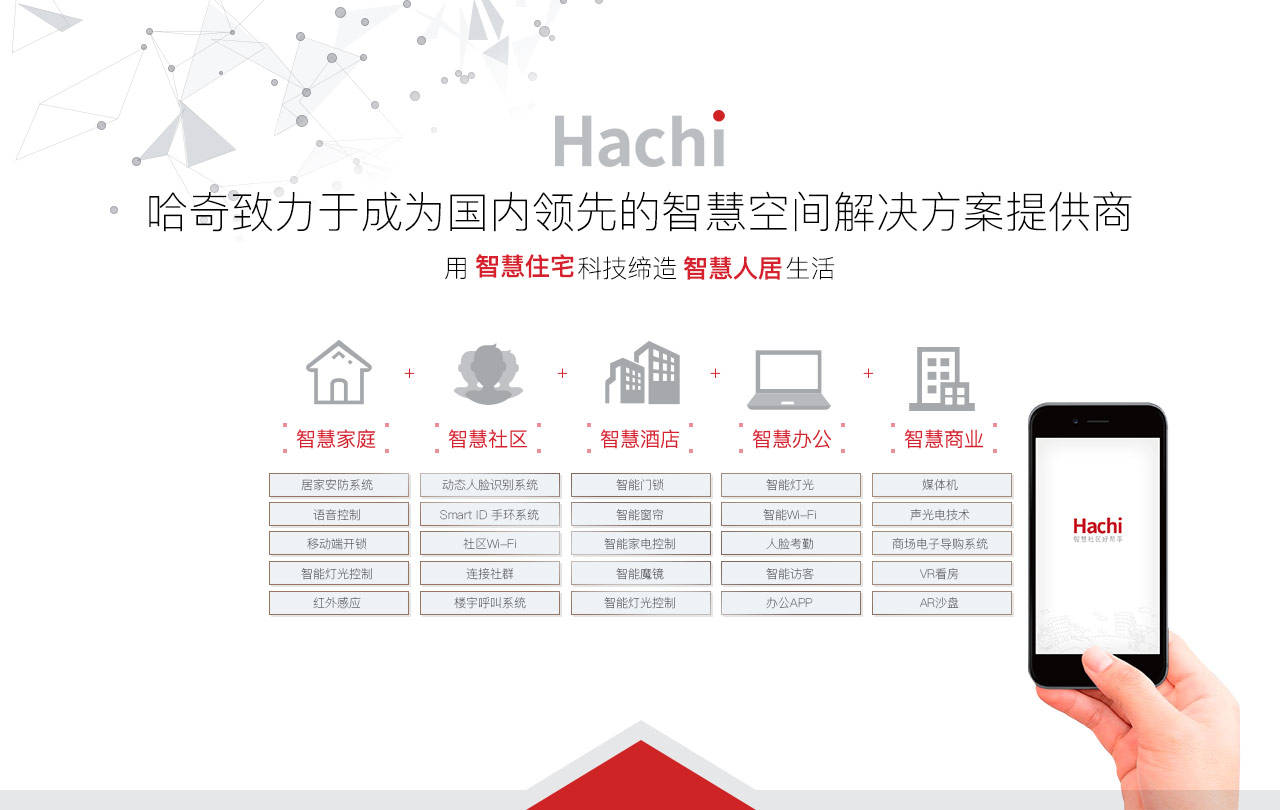 Hachi
哈奇致力于成为国内领先的智慧空间解决方案提供商
用 智慧住宅 科技缔造 智慧人居 生活
+ + + +
智慧家庭 智慧社区 智慧酒店 智慧办公 智慧商业
居家安防系统 动态人脸识别系统 智能门锁 智能灯光 媒体机
语音控制 Smart ID 手环系统 智能窗帘 智能Wi-Fi 声光电技术
移动端开锁 社区Wi-Fi 智能家电控制 人脸考勤 商场电子导购系统
智能灯光控制 连接社群 智能魔镜 智能访客 VR看房
红外感应 楼宇呼叫系统 智能灯光控制 办公APP AR沙盘
Hachi
智慧社区好帮手